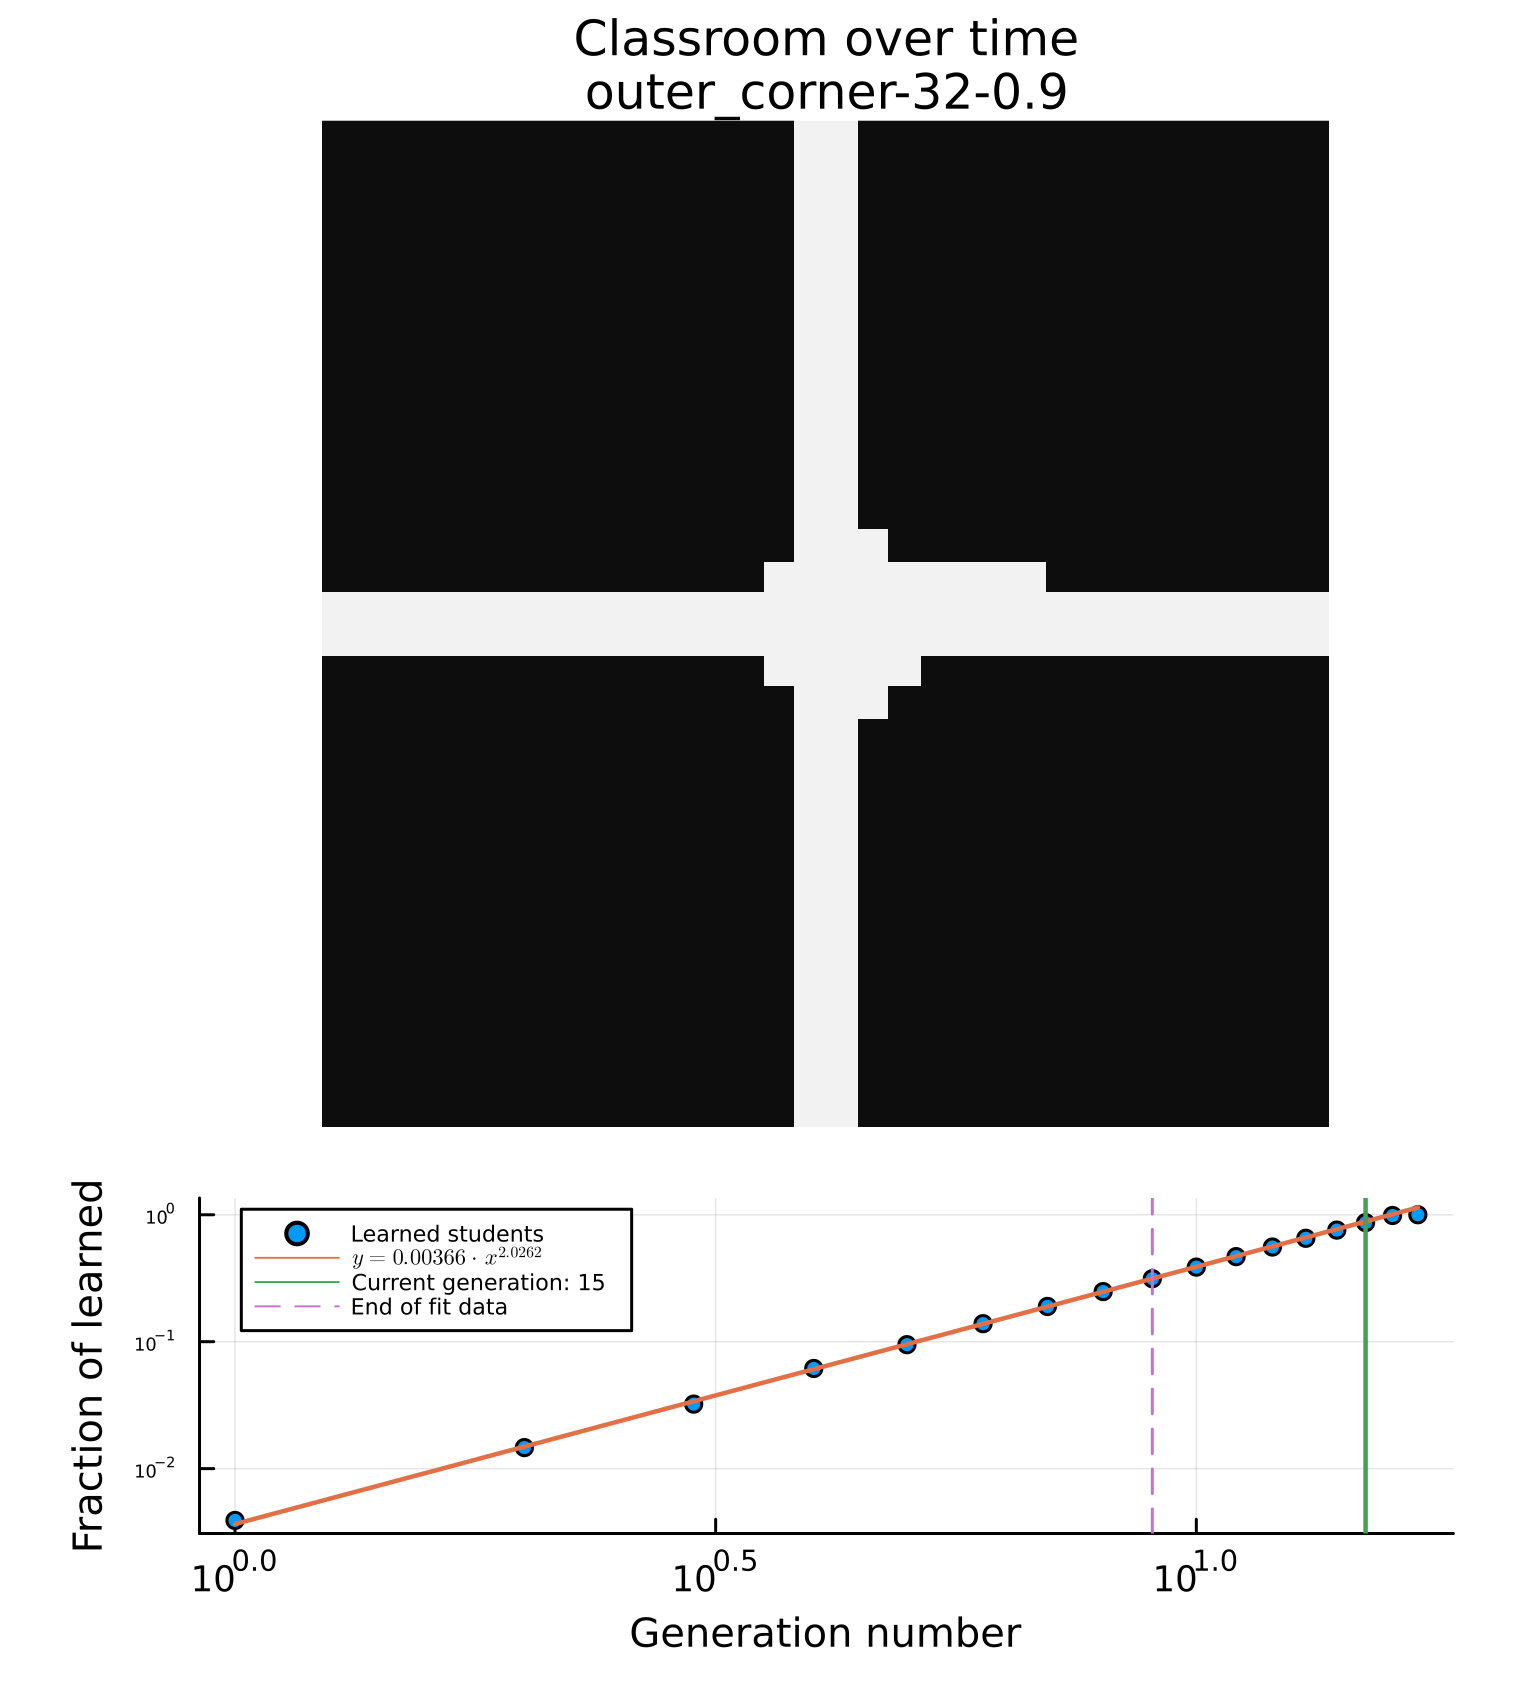 Classroom over time
outer_corner-32-0.9
Fraction of learned
10^0
10^-1
10^-2
Learned students
y = 0.00366 · x^2.0262
Current generation: 15
End of fit data
10^0.0 10^0.5 10^1.0
Generation number